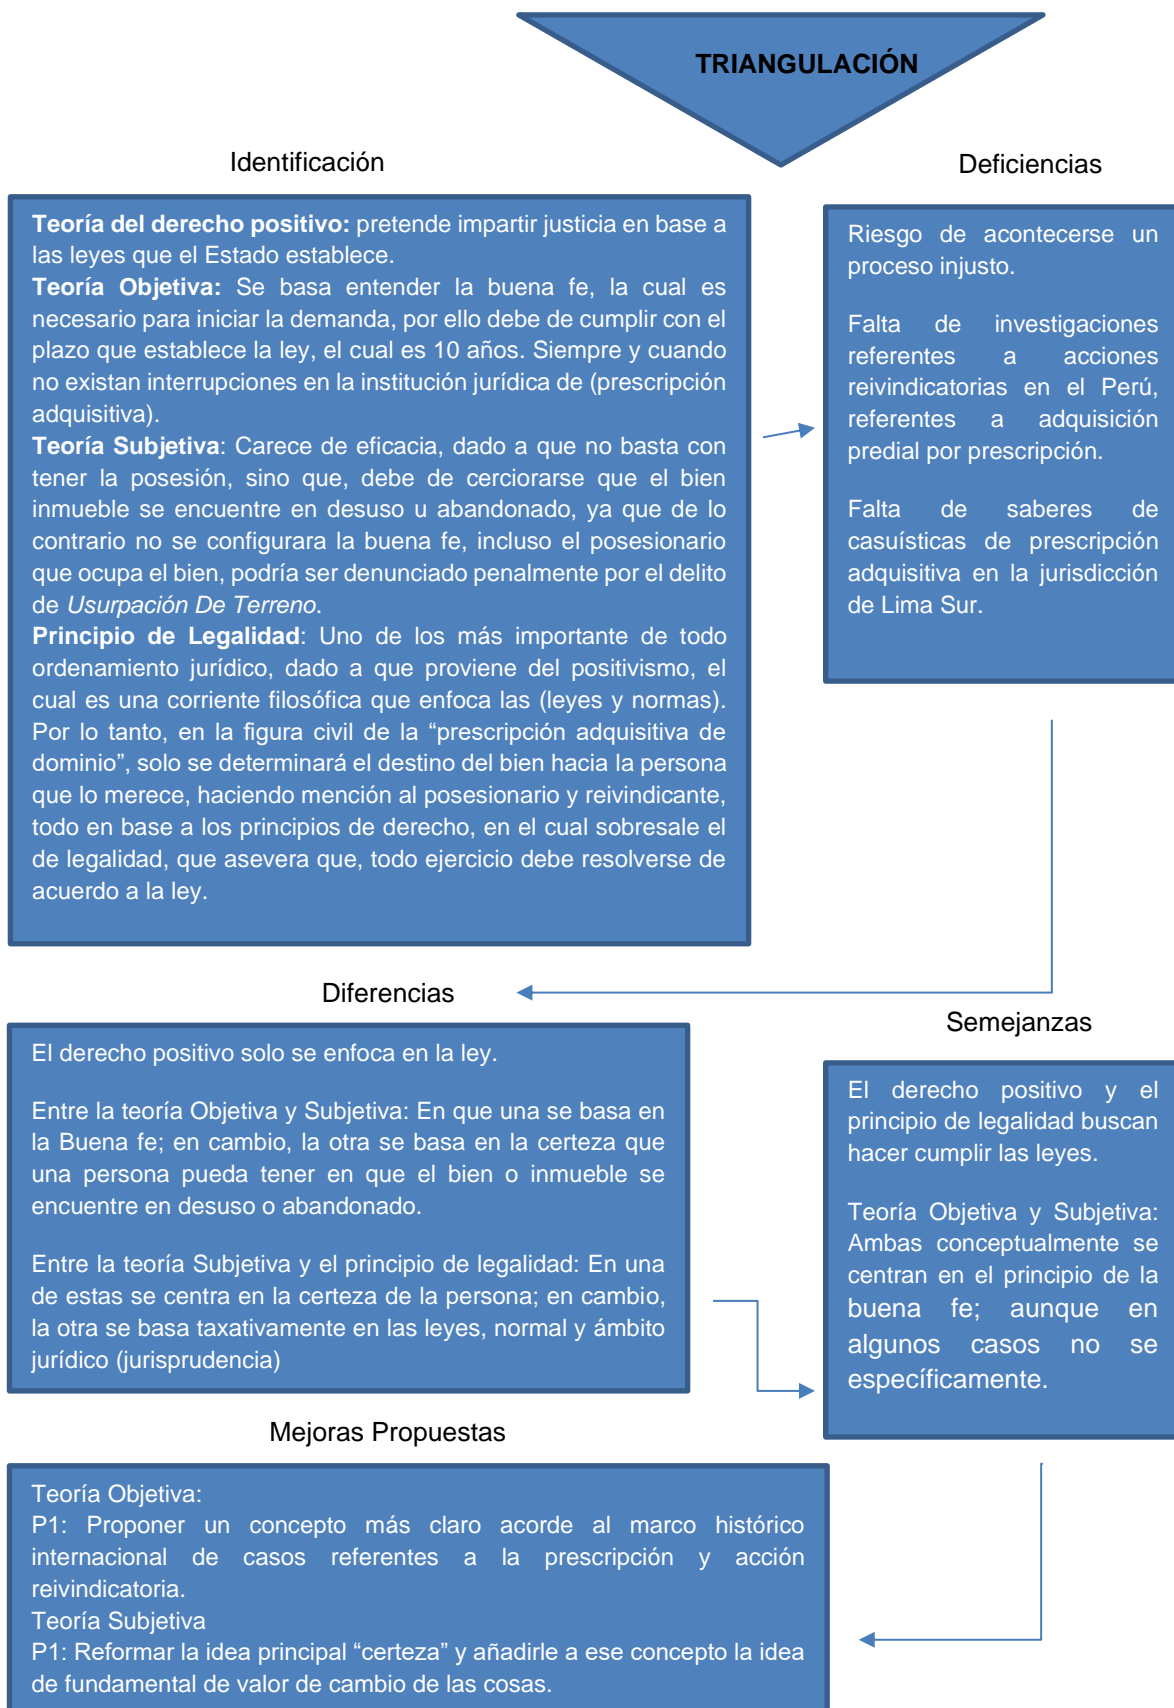 TRIANGULACIÓN
Identificación
Teoría del derecho positivo: pretende impartir justicia en base a
las leyes que el Estado establece.
Teoría Objetiva: Se basa entender la buena fe, la cual es
necesario para iniciar la demanda, por ello debe de cumplir con el
plazo que establece la ley, el cual es 10 años. Siempre y cuando
no existan interrupciones en la institución jurídica de (prescripción
adquisitiva).
Teoría Subjetiva: Carece de eficacia, dado a que no basta con
tener la posesión, sino que, debe de cerciorarse que el bien
inmueble se encuentre en desuso u abandonado, ya que de lo
contrario no se configurara la buena fe, incluso el posesionario
que ocupa el bien, podría ser denunciado penalmente por el delito
de Usurpación De Terreno.
Principio de Legalidad: Uno de los más importante de todo
ordenamiento jurídico, dado a que proviene del positivismo, el
cual es una corriente filosófica que enfoca las (leyes y normas).
Por lo tanto, en la figura civil de la “prescripción adquisitiva de
dominio”, solo se determinará el destino del bien hacia la persona
que lo merece, haciendo mención al posesionario y reivindicante,
todo en base a los principios de derecho, en el cual sobresale el
de legalidad, que asevera que, todo ejercicio debe resolverse de
acuerdo a la ley.
Deficiencias
Riesgo de acontecerse un
proceso injusto.
Falta de investigaciones
referentes a acciones
reivindicatorias en el Perú,
referentes a adquisición
predial por prescripción.
Falta de saberes de
casuísticas de prescripción
adquisitiva en la jurisdicción
de Lima Sur.
Diferencias
El derecho positivo solo se enfoca en la ley.
Entre la teoría Objetiva y Subjetiva: En que una se basa en
la Buena fe; en cambio, la otra se basa en la certeza que
una persona pueda tener en que el bien o inmueble se
encuentre en desuso o abandonado.
Entre la teoría Subjetiva y el principio de legalidad: En una
de estas se centra en la certeza de la persona; en cambio,
la otra se basa taxativamente en las leyes, normal y ámbito
jurídico (jurisprudencia)
Semejanzas
El derecho positivo y el
principio de legalidad buscan
hacer cumplir las leyes.
Teoría Objetiva y Subjetiva:
Ambas conceptualmente se
centran en el principio de la
buena fe; aunque en
algunos casos no se
específicamente.
Mejoras Propuestas
Teoría Objetiva:
P1: Proponer un concepto más claro acorde al marco histórico
internacional de casos referentes a la prescripción y acción
reivindicatoria.
Teoría Subjetiva
P1: Reformar la idea principal “certeza” y añadirle a ese concepto la idea
de fundamental de valor de cambio de las cosas.